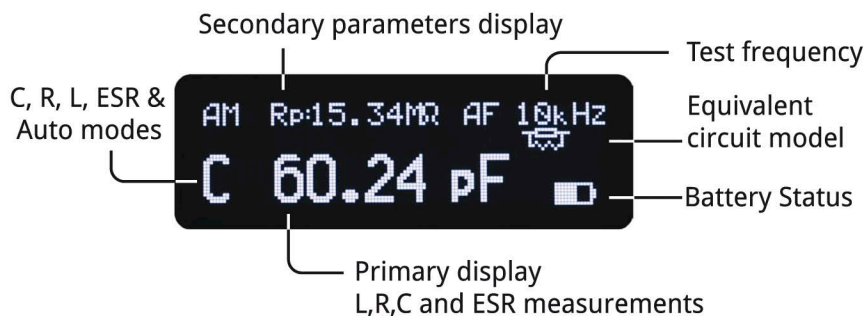 Secondary parameters display
Test frequency
C, R, L, ESR &
Auto modes
AM Rp:15.34MΩ AF 10kHz
Equivalent
circuit model
C 60.24 pF
Battery Status
Primary display
L,R,C and ESR measurements